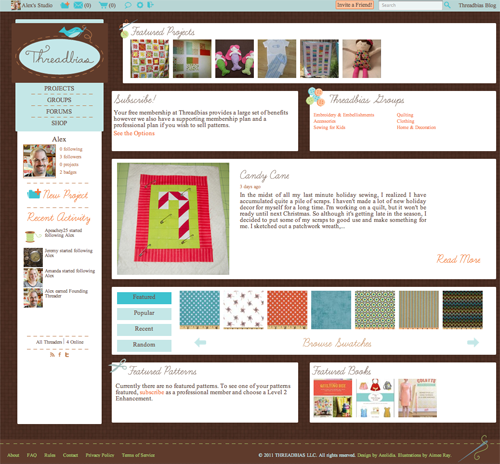 Alex's Studio (0) (0) (0)
Invite a Friend! Search Threadbias Blog
Threadbias
PROJECTS
GROUPS
FORUMS
SHOP
Alex
0 following
3 followers
0 projects
2 badges
New Project
Recent Activity
Apeachy25 started following Alex
Jeremy started following Alex
Amanda started following Alex
Alex earned Founding Threader
All Threadias | 4 Online
Featured Projects
Subscribe!
Your free membership at Threadbias provides a large set of benefits
however we also have a supporting membership plan and a
professional plan if you wish to sell patterns.
See the Options
Threadbias Groups
Embroidery & Embellishments
Accessories
Sewing for Kids
Quilting
Clothing
Home & Decoration
Candy Cane
5 days ago
In the midst of all my last minute holiday sewing, I realized I have
accumulated quite a pile of scraps. I haven't made a lot of new holiday
decor for myself for a long time. I'm working on a quilt, but it won't be
ready until next Christmas. So although it's getting late in the season, I
decided to put some of my scraps to good use and make something for
me. I sketched out a patchwork wreath,...
Read More
Featured
Popular
Recent
Random
Browse Swatches
Featured Patterns
Currently there are no featured patterns. To see one of your patterns
featured, subscribe as a professional member and choose a Level 2
Enhancement.
Featured Books
About FAQ Rules Contact Privacy Policy Terms of Service
© 2011 THREADBIAS LLC. All rights reserved. Design by Aeolidia. Illustrations by Aimee Ray.